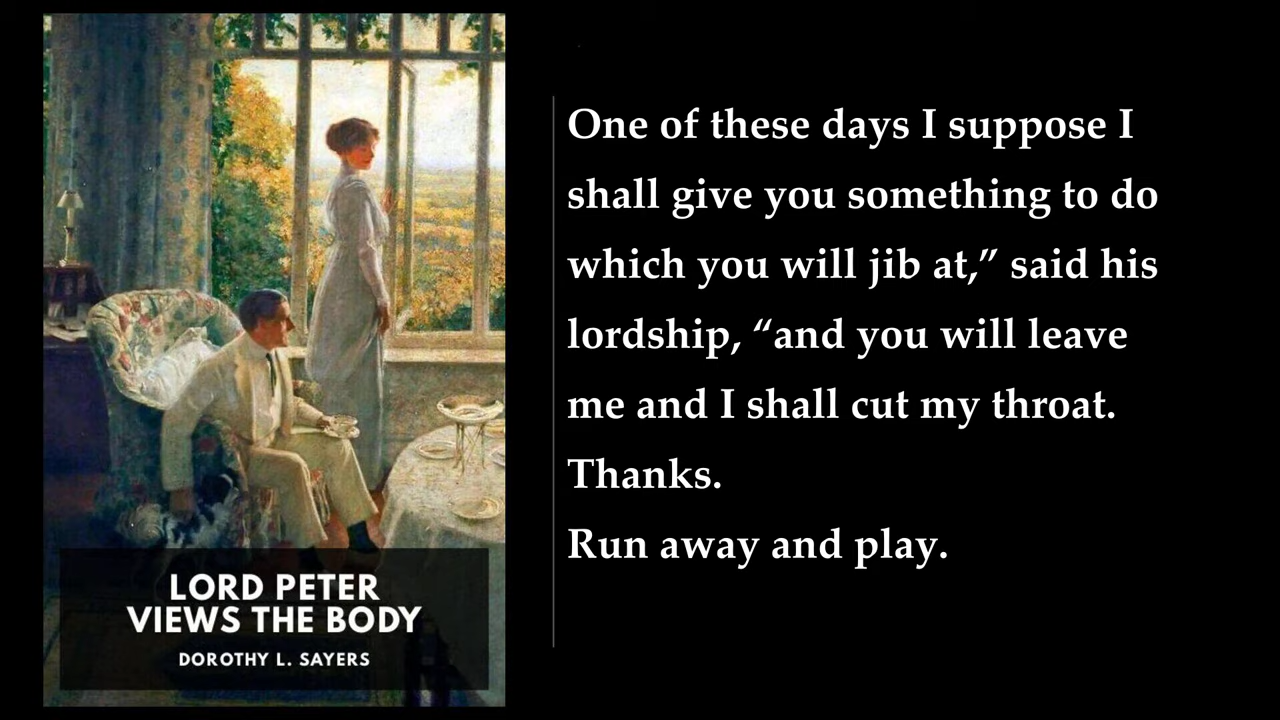 LORD PETER
VIEWS THE BODY
DOROTHY L. SAYERS
One of these days I suppose I
shall give you something to do
which you will jib at,” said his
lordship, “and you will leave
me and I shall cut my throat.
Thanks.
Run away and play.